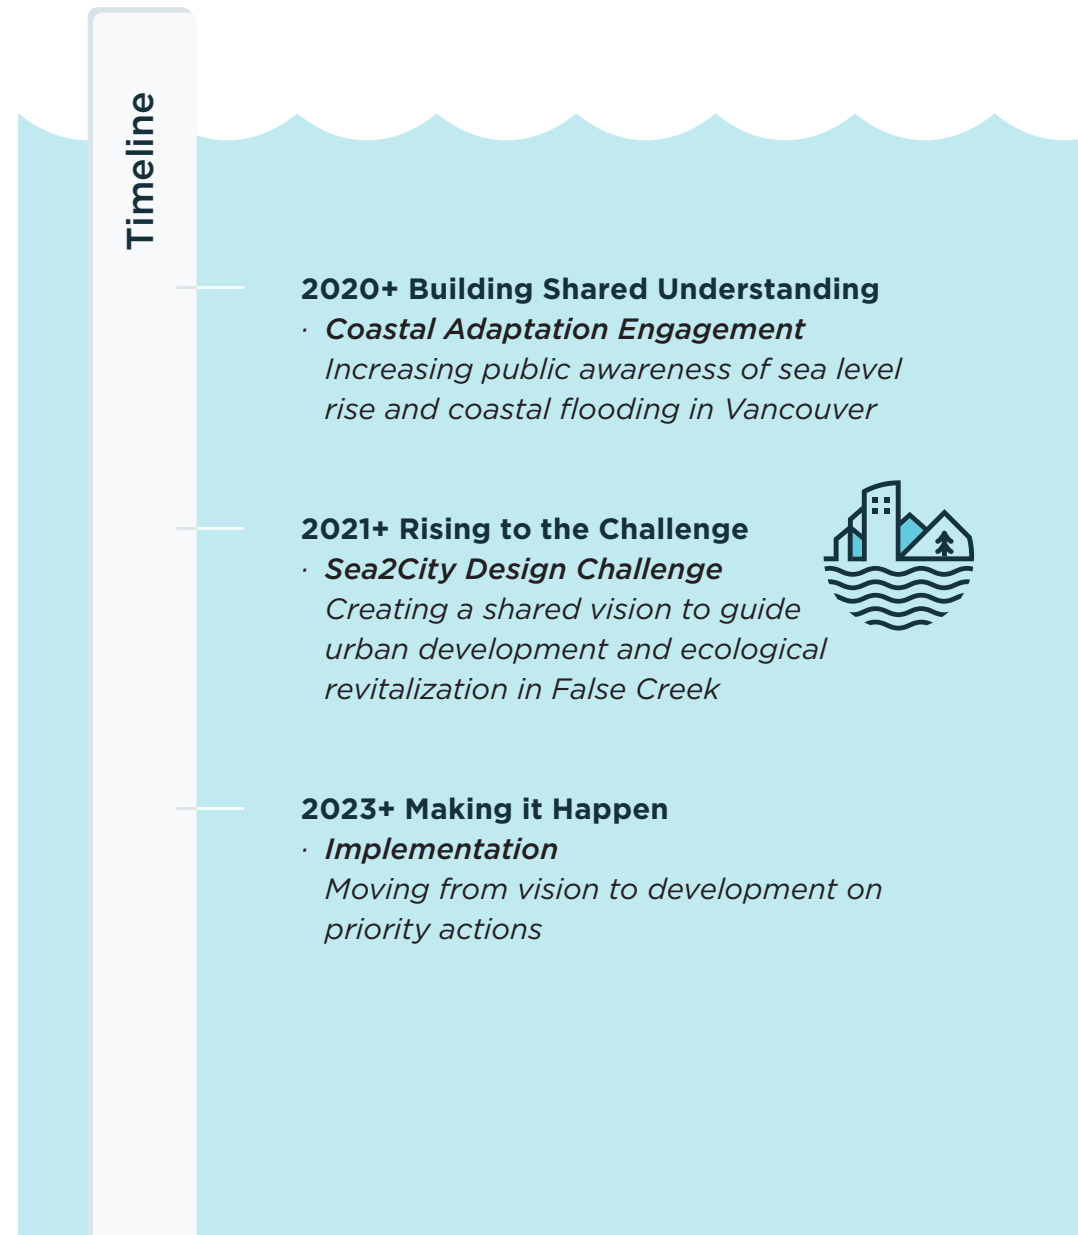 Timeline
2020+ Building Shared Understanding
· Coastal Adaptation Engagement
Increasing public awareness of sea level
rise and coastal flooding in Vancouver
2021+ Rising to the Challenge
· Sea2City Design Challenge
Creating a shared vision to guide
urban development and ecological
revitalization in False Creek
2023+ Making it Happen
· Implementation
Moving from vision to development on
priority actions